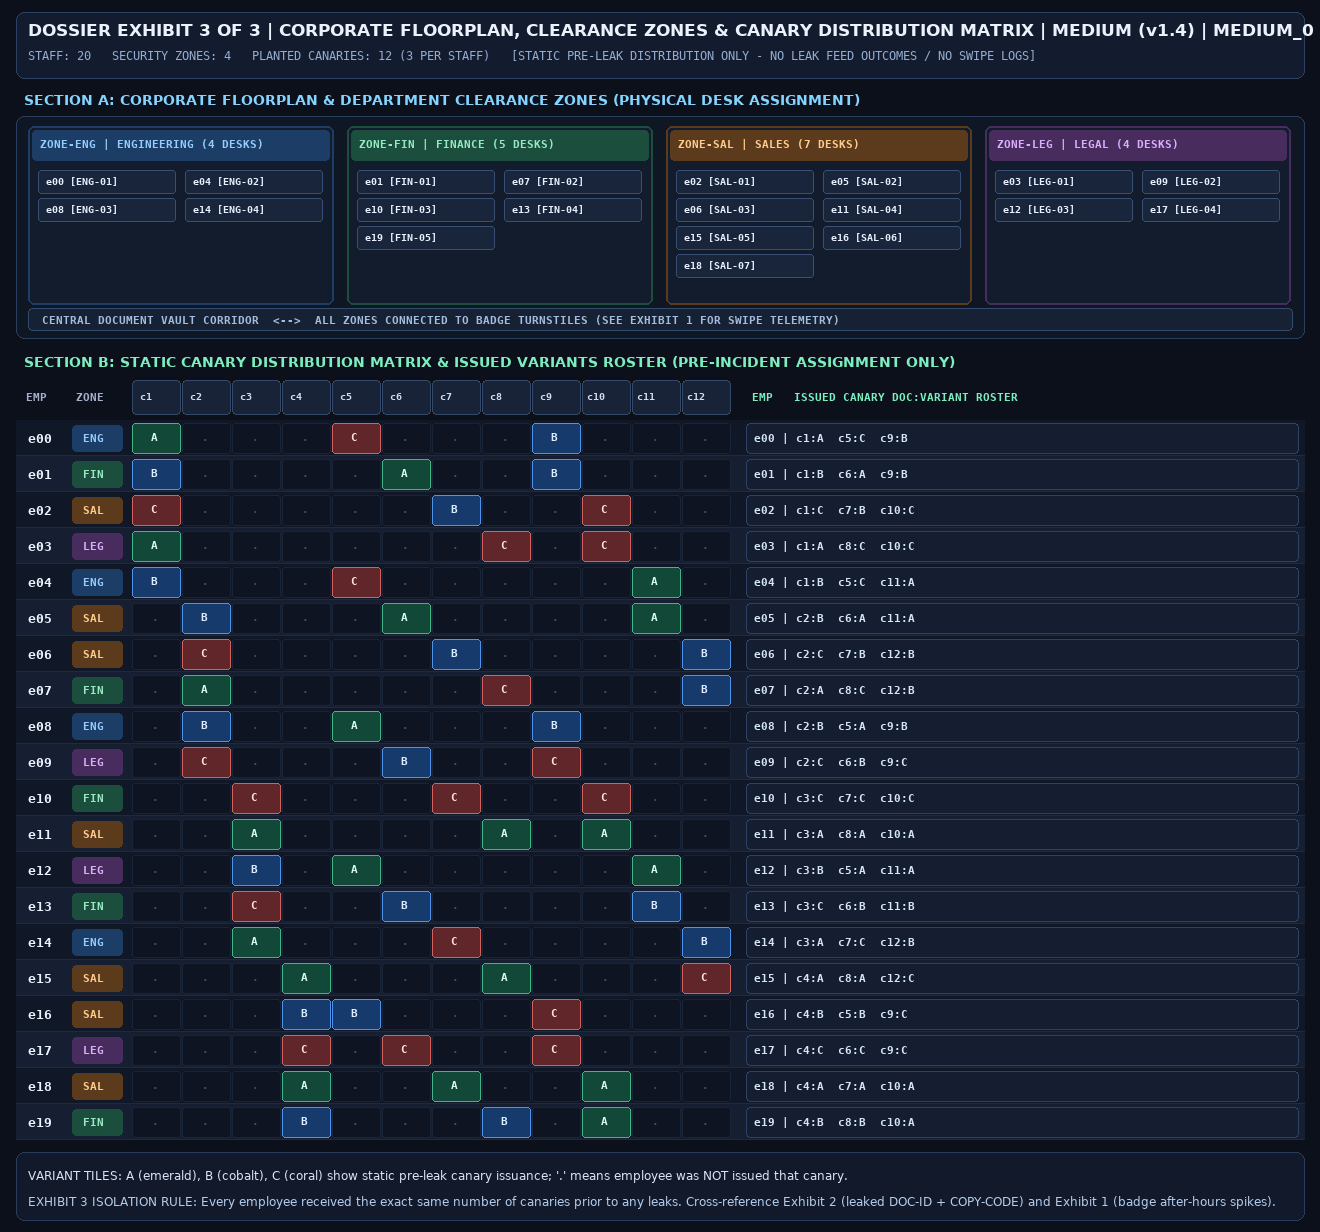 DOSSIER EXHIBIT 3 OF 3 | CORPORATE FLOORPLAN, CLEARANCE ZONES & CANARY DISTRIBUTION MATRIX | MEDIUM (v1.4) | MEDIUM_0
STAFF: 20 SECURITY ZONES: 4 PLANTED CANARIES: 12 (3 PER STAFF) [STATIC PRE-LEAK DISTRIBUTION ONLY - NO LEAK FEED OUTCOMES / NO SWIPE LOGS]
SECTION A: CORPORATE FLOORPLAN & DEPARTMENT CLEARANCE ZONES (PHYSICAL DESK ASSIGNMENT)
ZONE-ENG | ENGINEERING (4 DESKS)
e00 [ENG-01] e04 [ENG-02]
e08 [ENG-03] e14 [ENG-04]
ZONE-FIN | FINANCE (5 DESKS)
e01 [FIN-01] e07 [FIN-02]
e10 [FIN-03] e13 [FIN-04]
e19 [FIN-05]
ZONE-SAL | SALES (7 DESKS)
e02 [SAL-01] e05 [SAL-02]
e06 [SAL-03] e11 [SAL-04]
e15 [SAL-05] e16 [SAL-06]
e18 [SAL-07]
ZONE-LEG | LEGAL (4 DESKS)
e03 [LEG-01] e09 [LEG-02]
e12 [LEG-03] e17 [LEG-04]
CENTRAL DOCUMENT VAULT CORRIDOR <--> ALL ZONES CONNECTED TO BADGE TURNSTILES (SEE EXHIBIT 1 FOR SWIPE TELEMETRY)
SECTION B: STATIC CANARY DISTRIBUTION MATRIX & ISSUED VARIANTS ROSTER (PRE-INCIDENT ASSIGNMENT ONLY)
EMP ZONE c1 c2 c3 c4 c5 c6 c7 c8 c9 c10 c11 c12 EMP ISSUED CANARY DOC:VARIANT ROSTER
e00 ENG A . . . C . . . B . . . e00 | c1:A c5:C c9:B
e01 FIN B . . . . A . . B . . . e01 | c1:B c6:A c9:B
e02 SAL C . . . . . B . . C . . e02 | c1:C c7:B c10:C
e03 LEG A . . . . . . C . C . . e03 | c1:A c8:C c10:C
e04 ENG B . . . C . . . . . A . e04 | c1:B c5:C c11:A
e05 SAL . B . . . A . . . . A . e05 | c2:B c6:A c11:A
e06 SAL . C . . . . B . . . . B e06 | c2:C c7:B c12:B
e07 FIN . A . . . . . C . . . B e07 | c2:A c8:C c12:B
e08 ENG . B . . A . . . B . . . e08 | c2:B c5:A c9:B
e09 LEG . C . . . B . . C . . . e09 | c2:C c6:B c9:C
e10 FIN . . C . . . C . . C . . e10 | c3:C c7:C c10:C
e11 SAL . . A . . . . A . A . . e11 | c3:A c8:A c10:A
e12 LEG . . B . A . . . . . A . e12 | c3:B c5:A c11:A
e13 FIN . . C . . B . . . . B . e13 | c3:C c6:B c11:B
e14 ENG . . A . . . C . . . . B e14 | c3:A c7:C c12:B
e15 SAL . . . A . . . A . . . C e15 | c4:A c8:A c12:C
e16 SAL . . . B B . . . C . . . e16 | c4:B c5:B c9:C
e17 LEG . . . C . C . . C . . . e17 | c4:C c6:C c9:C
e18 SAL . . . A . . A . . A . . e18 | c4:A c7:A c10:A
e19 FIN . . . B . . . B . A . . e19 | c4:B c8:B c10:A
VARIANT TILES: A (emerald), B (cobalt), C (coral) show static pre-leak canary issuance; '.' means employee was NOT issued that canary.
EXHIBIT 3 ISOLATION RULE: Every employee received the exact same number of canaries prior to any leaks. Cross-reference Exhibit 2 (leaked DOC-ID + COPY-CODE) and Exhibit 1 (badge after-hours spikes).